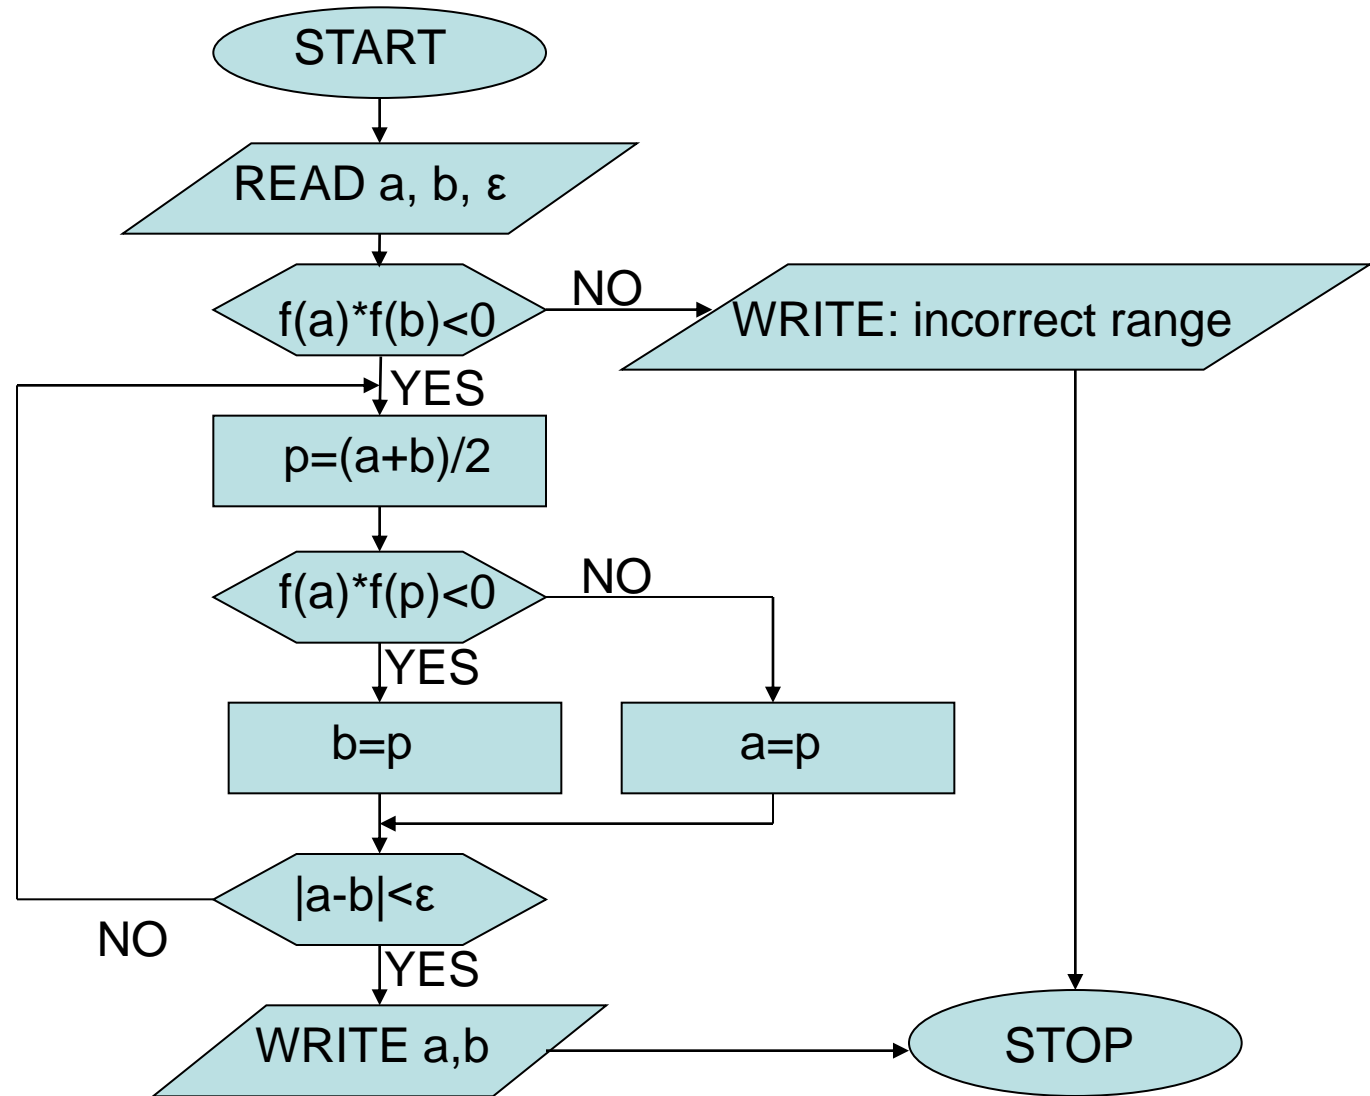 START
READ a, b, ε
f(a)*f(b)<0
NO
WRITE: incorrect range
YES
p=(a+b)/2
f(a)*f(p)<0
NO
YES
b=p
a=p
|a-b|<ε
NO
YES
WRITE a,b
STOP